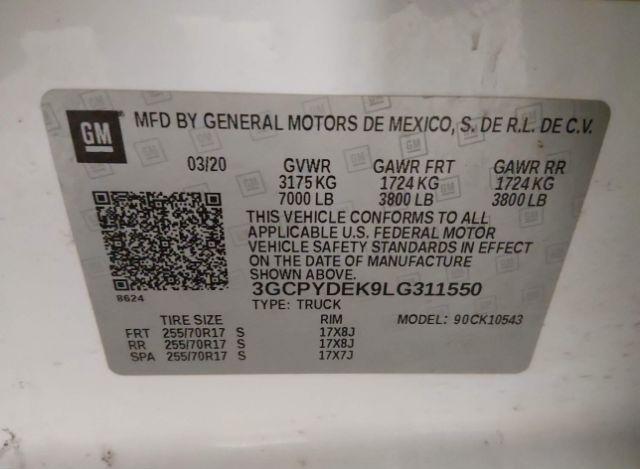 GM MFD BY GENERAL MOTORS DE MEXICO, S. DE R.L. DE C.V.
03/20 GVWR GAWR FRT GAWR RR
3175 KG 1724 KG 1724 KG
7000 LB 3800 LB 3800 LB
THIS VEHICLE CONFORMS TO ALL
APPLICABLE U.S. FEDERAL MOTOR
VEHICLE SAFETY STANDARDS IN EFFECT
ON THE DATE OF MANUFACTURE
SHOWN ABOVE.
8624
3GCPYDEK9LG311550
TYPE: TRUCK
TIRE SIZE RIM MODEL: 90CK10543
FRT 255/70R17 S 17X8J
RR 255/70R17 S 17X8J
SPA 255/70R17 S 17X7J